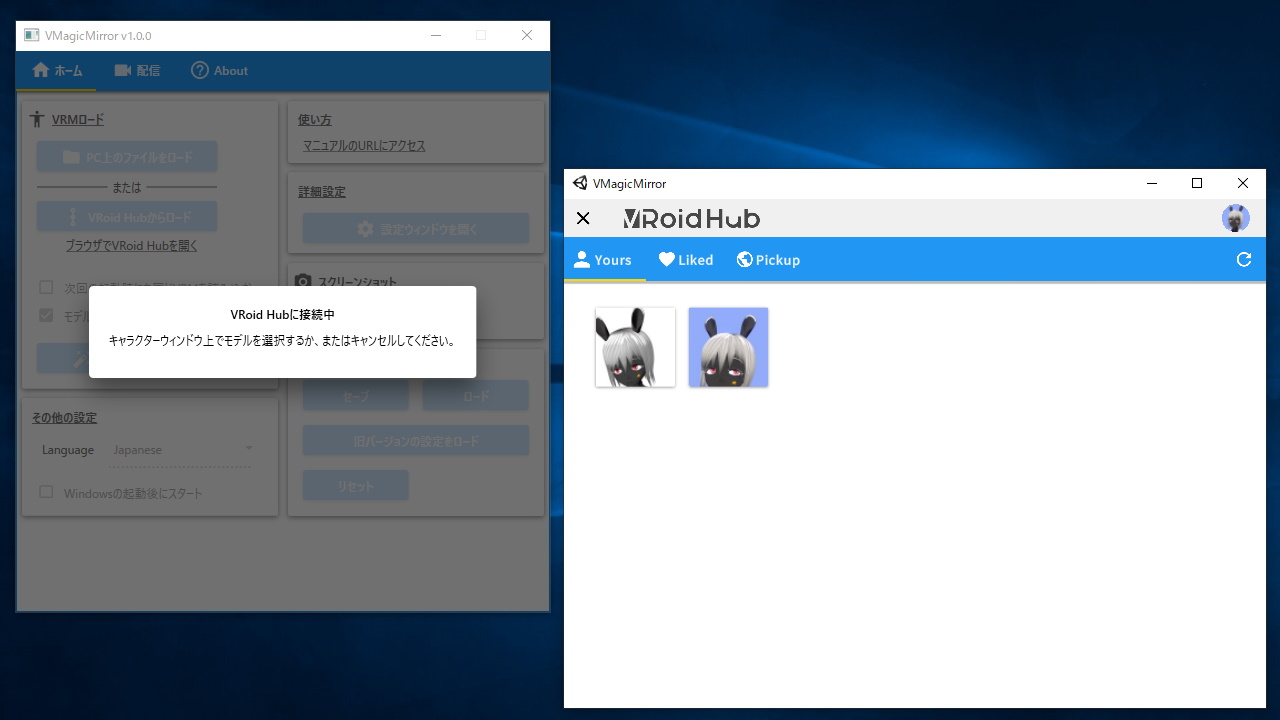 VMagicMirror v1.0.0
ホーム
配信
About
VRMロード
PC上のファイルをロード
または
VRoid Hubからロード
ブラウザでVRoid Hubを開く
モデル
その他の設定
Language
Japanese
Windowsの起動後にスタート
使い方
マニュアルのURLにアクセス
詳細設定
設定ウィンドウを開く
スクリーンショット
セーブ
ロード
旧バージョンの設定をロード
リセット
VRoid Hubに接続中
キャラクターウィンドウ上でモデルを選択するか、またはキャンセルしてください。
VMagicMirror
VRoid Hub
Yours
Liked
Pickup